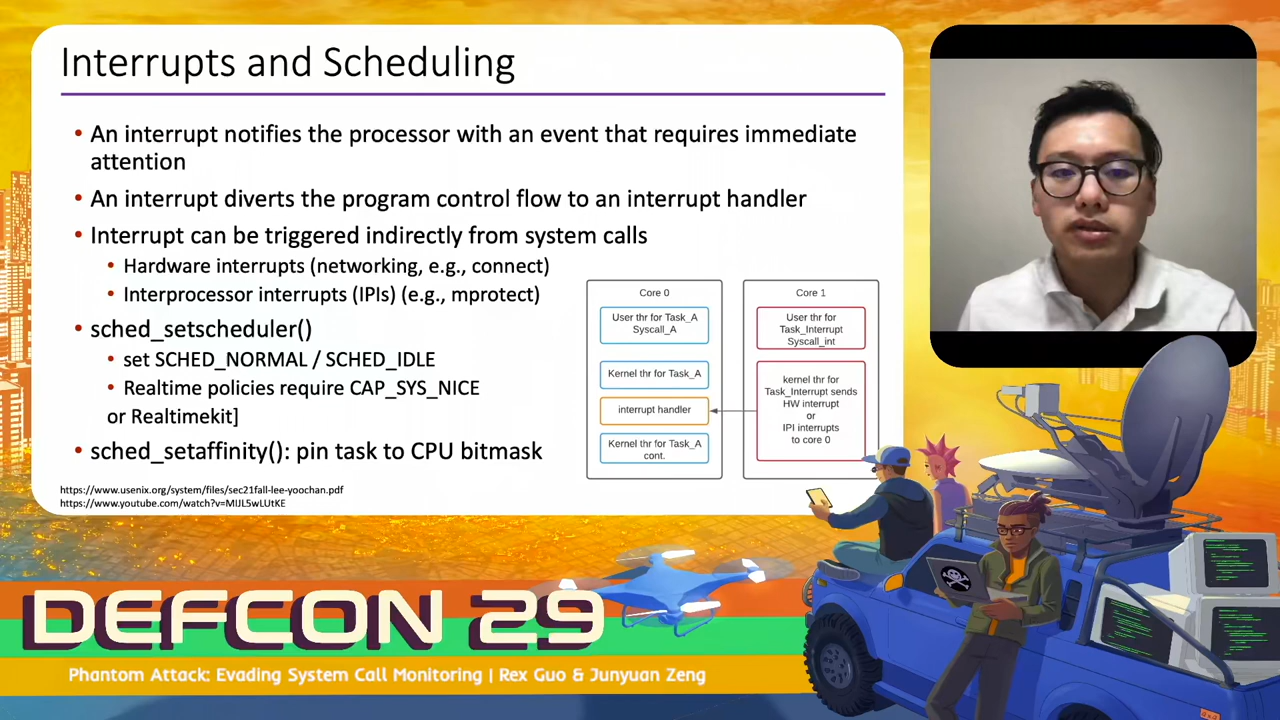 Interrupts and Scheduling
• An interrupt notifies the processor with an event that requires immediate
attention
• An interrupt diverts the program control flow to an interrupt handler
• Interrupt can be triggered indirectly from system calls
• Hardware interrupts (networking, e.g., connect)
• Interprocessor interrupts (IPIs) (e.g., mprotect)
• sched_setscheduler()
• set SCHED_NORMAL / SCHED_IDLE
• Realtime policies require CAP_SYS_NICE
or Realtimekit]
• sched_setaffinity(): pin task to CPU bitmask
Core 0
User thr for Task_A
Syscall_A
Kernel thr for Task_A
interrupt handler
Kernel thr for Task_A
cont.
Core 1
User thr for
Task_Interrupt
Syscall_int
kernel thr for
Task_Interrupt sends
HW interrupt
or
IPI interrupts
to core 0
https://www.usenix.org/system/files/sec21fall-lee-yoochan.pdf
https://www.youtube.com/watch?v=MIJL5wLUtKE
DEFCON 29
Phantom Attack: Evading System Call Monitoring | Rex Guo & Junyuan Zeng